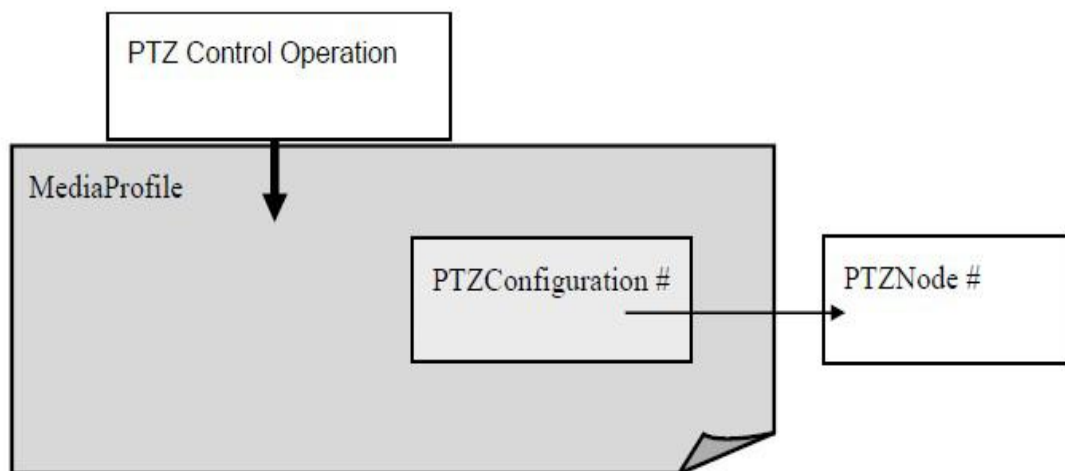 PTZ Control Operation
MediaProfile
PTZConfiguration #
PTZNode #